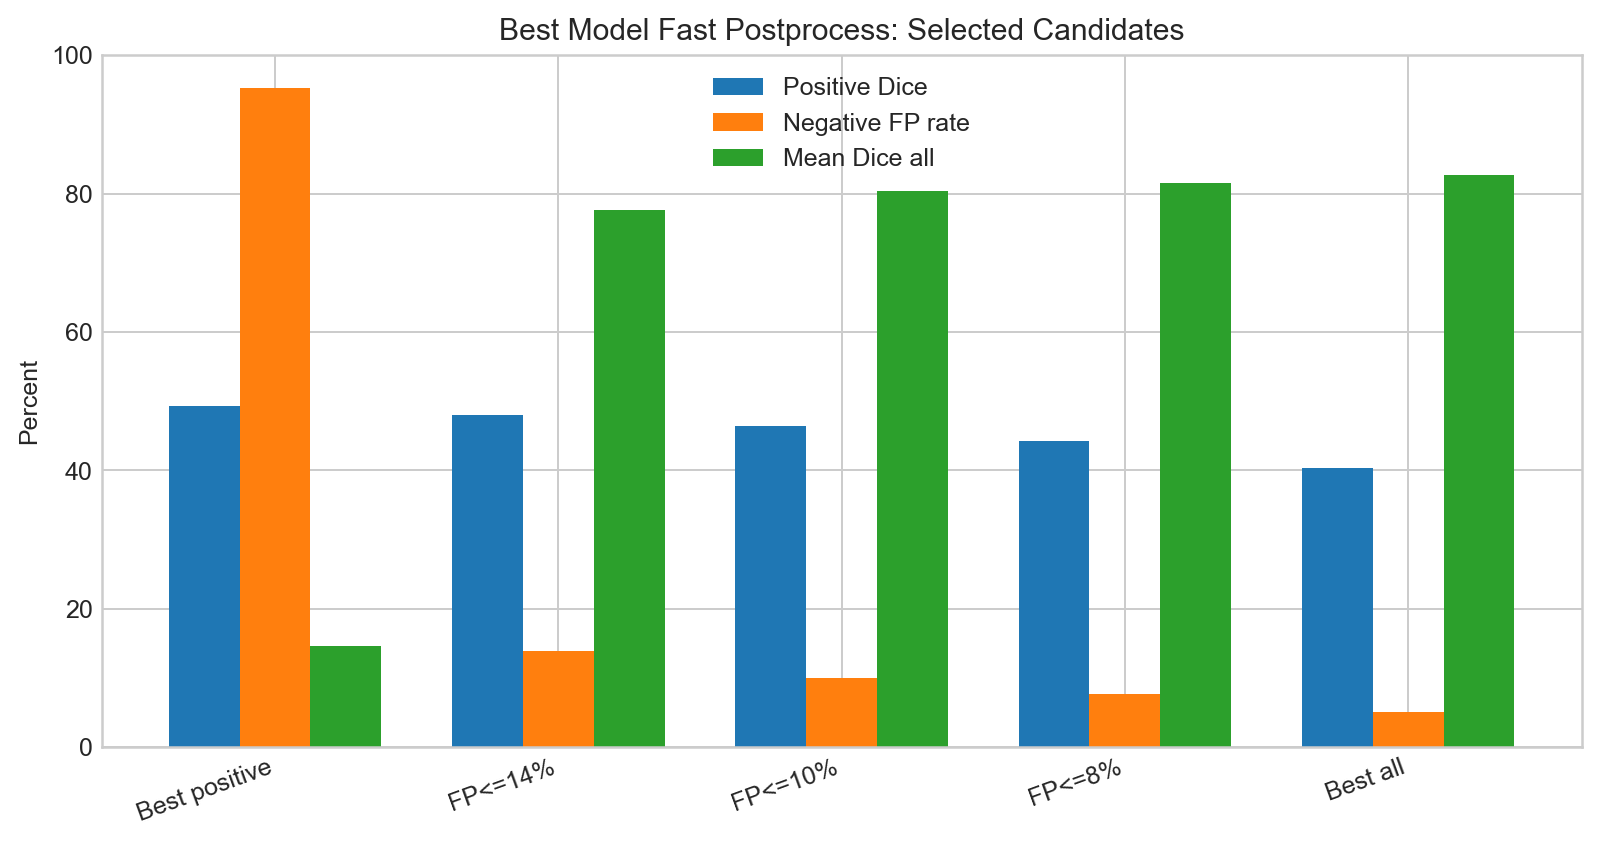 Best Model Fast Postprocess: Selected Candidates
Positive Dice
Negative FP rate
Mean Dice all
Percent
100
80
60
40
20
0
Best positive
FP<=14%
FP<=10%
FP<=8%
Best all